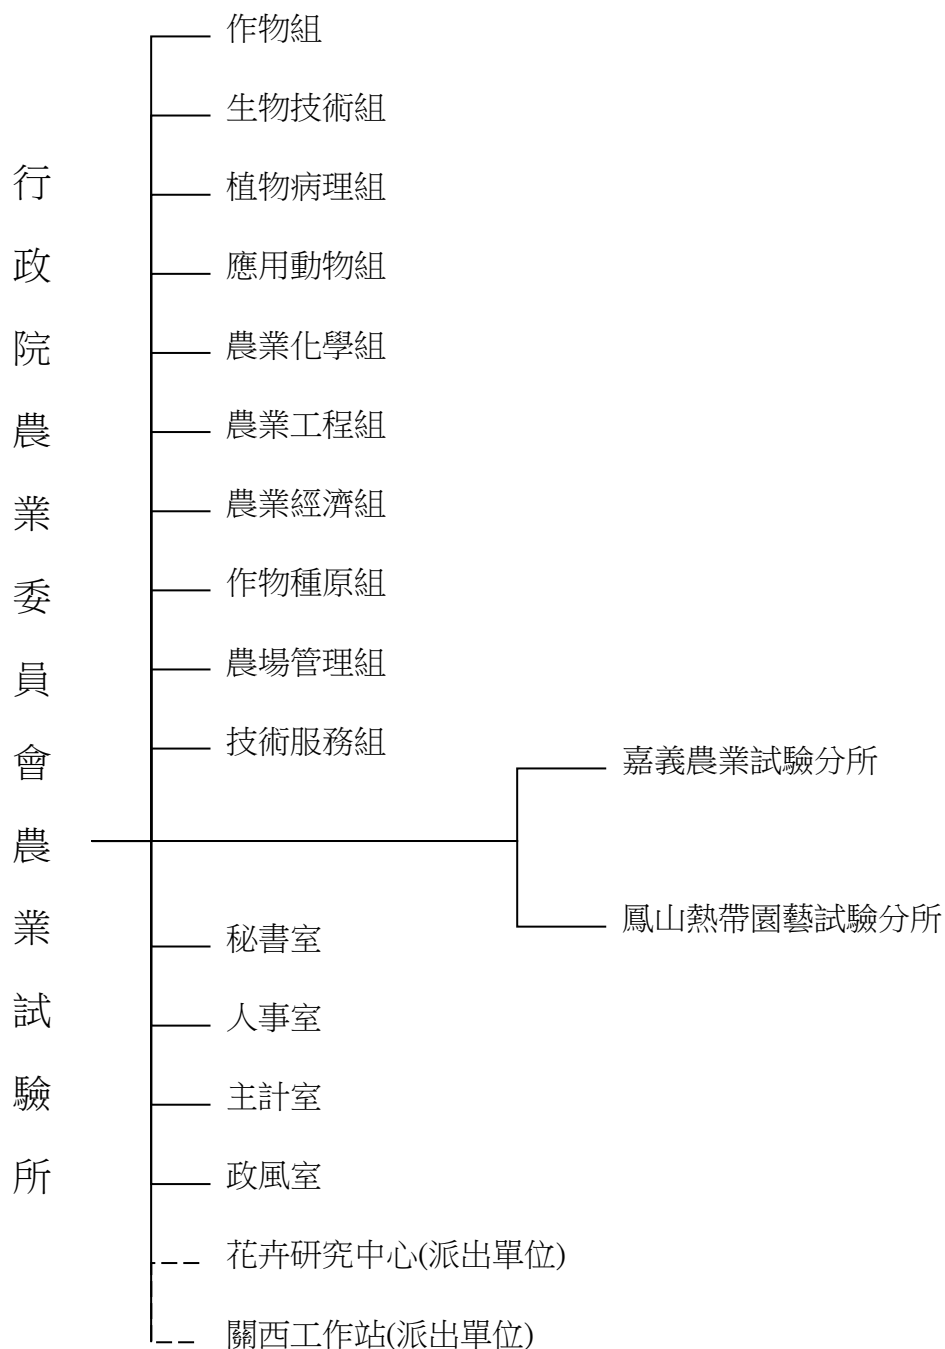 行政院農業委員會農業試驗所
作物組
生物技術組
植物病理組
應用動物組
農業化學組
農業工程組
農業經濟組
作物種原組
農場管理組
技術服務組
嘉義農業試驗分所
鳳山熱帶園藝試驗分所
秘書室
人事室
主計室
政風室
花卉研究中心(派出單位)
關西工作站(派出單位)